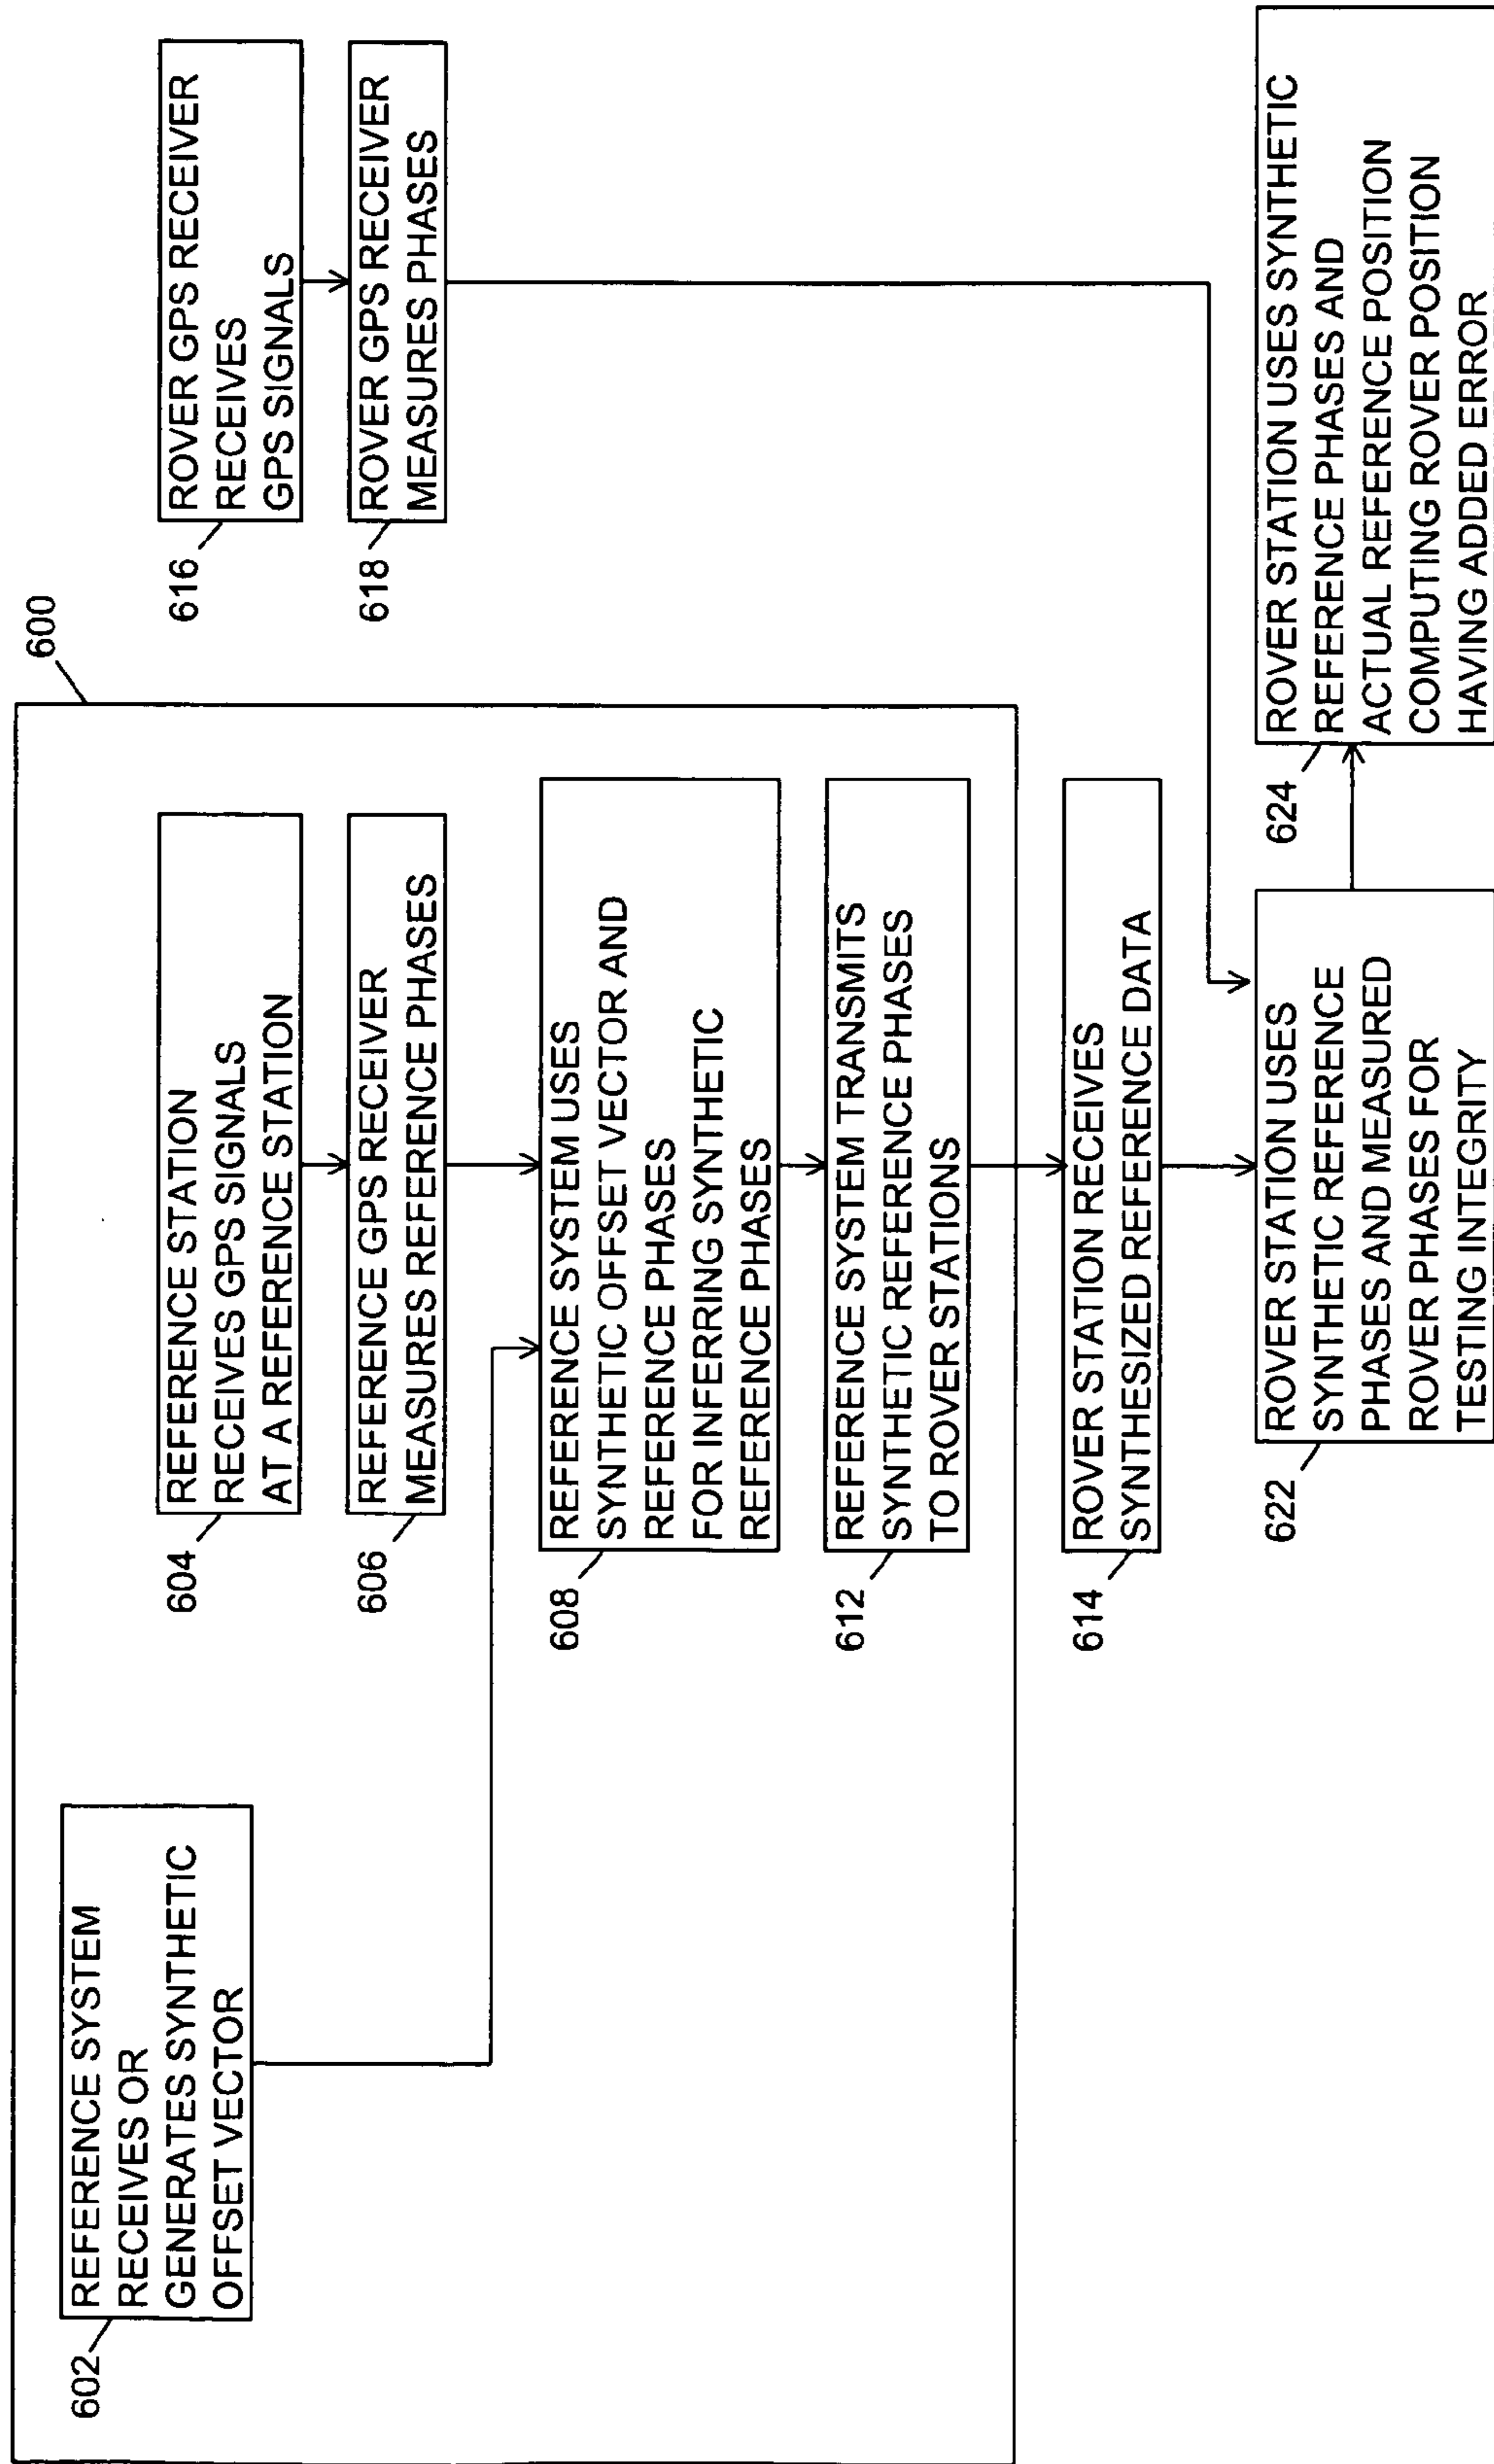 600
602
REFERENCE SYSTEM
RECEIVES OR
GENERATES SYNTHETIC
OFFSET VECTOR
604
REFERENCE STATION
RECEIVES GPS SIGNALS
AT A REFERENCE STATION
606
REFERENCE GPS RECEIVER
MEASURES REFERENCE PHASES
608
REFERENCE SYSTEM USES
SYNTHETIC OFFSET VECTOR AND
REFERENCE PHASES
FOR INFERRING SYNTHETIC
REFERENCE PHASES
612
REFERENCE SYSTEM TRANSMITS
SYNTHETIC REFERENCE PHASES
TO ROVER STATIONS
614
ROVER STATION RECEIVES
SYNTHESIZED REFERENCE DATA
616
ROVER GPS RECEIVER
RECEIVES
GPS SIGNALS
618
ROVER GPS RECEIVER
MEASURES PHASES
622
ROVER STATION USES
SYNTHETIC REFERENCE
PHASES AND MEASURED
ROVER PHASES FOR
TESTING INTEGRITY
624
ROVER STATION USES SYNTHETIC
REFERENCE PHASES AND
ACTUAL REFERENCE POSITION
COMPUTING ROVER POSITION
HAVING ADDED ERROR